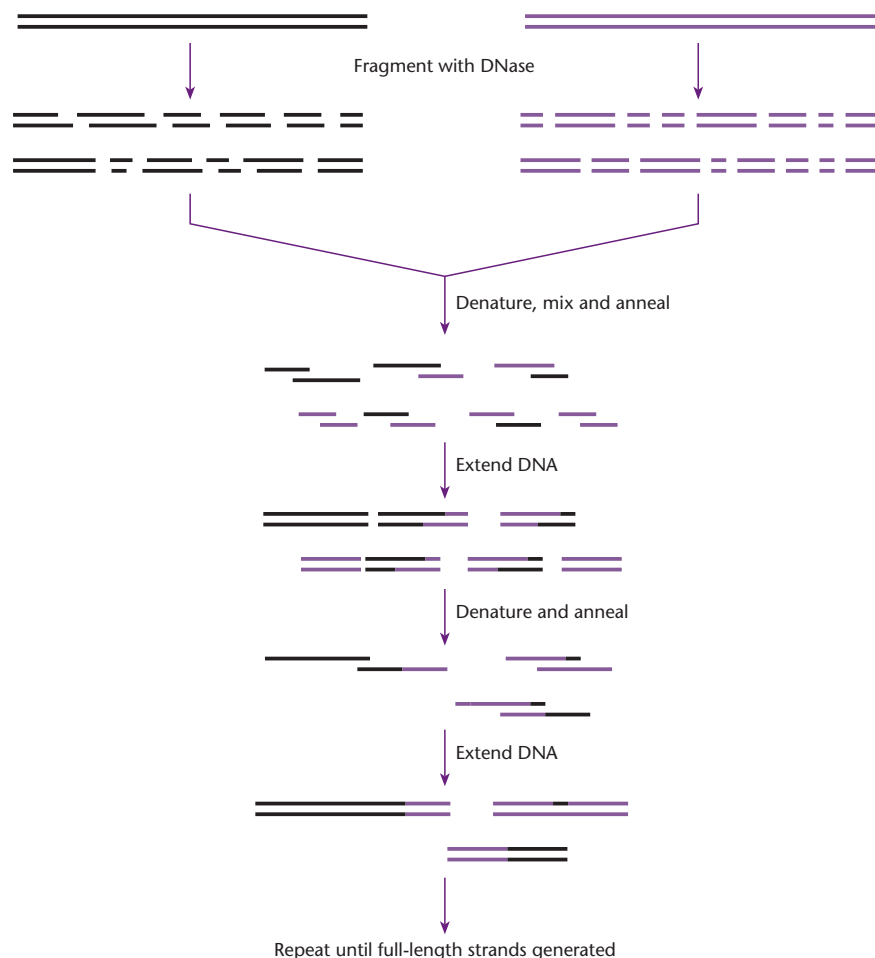 Fragment with DNase
Denature, mix and anneal
Extend DNA
Denature and anneal
Extend DNA
Repeat until full-length strands generated